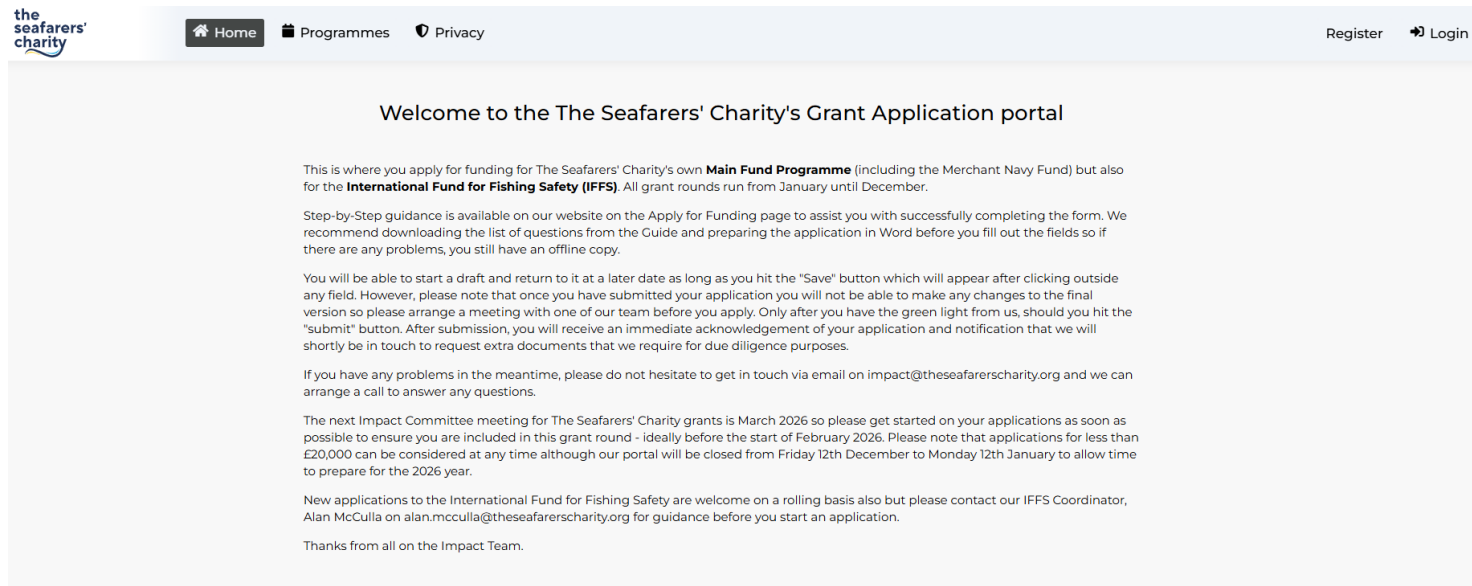 the
seafarers'
charity
Home
Programmes
Privacy
Register
Login
Welcome to the The Seafarers' Charity's Grant Application portal
This is where you apply for funding for The Seafarers' Charity's own Main Fund Programme (including the Merchant Navy Fund) but also
for the International Fund for Fishing Safety (IFFS). All grant rounds run from January until December.
Step-by-Step guidance is available on our website on the Apply for Funding page to assist you with successfully completing the form. We
recommend downloading the list of questions from the Guide and preparing the application in Word before you fill out the fields so if
there are any problems, you still have an offline copy.
You will be able to start a draft and return to it at a later date as long as you hit the "Save" button which will appear after clicking outside
any field. However, please note that once you have submitted your application you will not be able to make any changes to the final
version so please arrange a meeting with one of our team before you apply. Only after you have the green light from us, should you hit the
"submit" button. After submission, you will receive an immediate acknowledgement of your application and notification that we will
shortly be in touch to request extra documents that we require for due diligence purposes.
If you have any problems in the meantime, please do not hesitate to get in touch via email on impact@theseafarerscharity.org and we can
arrange a call to answer any questions.
The next Impact Committee meeting for The Seafarers' Charity grants is March 2026 so please get started on your applications as soon as
possible to ensure you are included in this grant round - ideally before the start of February 2026. Please note that applications for less than
£20,000 can be considered at any time although our portal will be closed from Friday 12th December to Monday 12th January to allow time
to prepare for the 2026 year.
New applications to the International Fund for Fishing Safety are welcome on a rolling basis also but please contact our IFFS Coordinator,
Alan McCulla on alan.mcculla@theseafarerscharity.org for guidance before you start an application.
Thanks from all on the Impact Team.